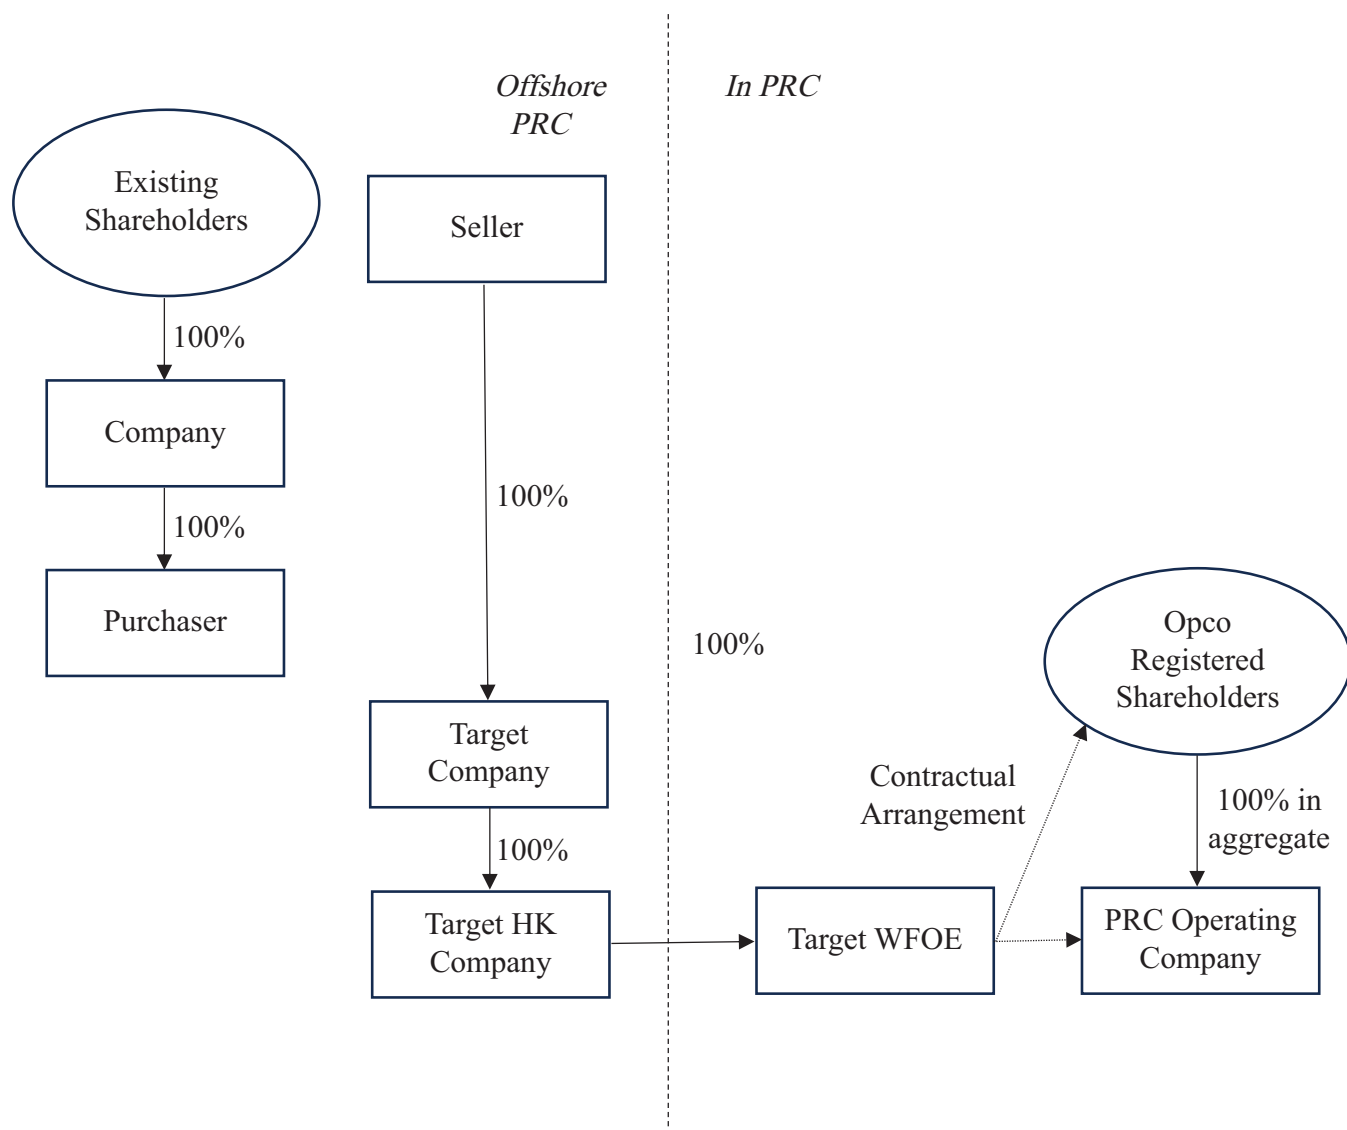 Offshore
PRC
In PRC
Existing
Shareholders
Seller
100%
Company
100%
100%
Purchaser
100%
Opco
Registered
Shareholders
Target
Company
Contractual
Arrangement
100% in
aggregate
100%
Target HK
Company
Target WFOE
PRC Operating
Company